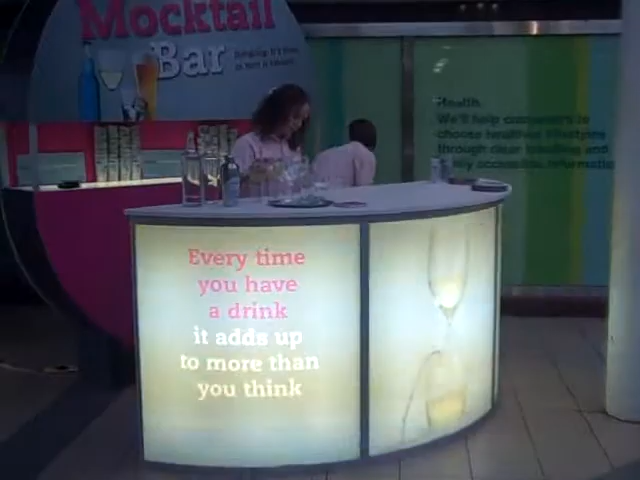 Mocktail
Bar
Every time
you have
a drink
it adds up
to more than
you think
Health
We'll help consumers to
choose healthier lifestyles
through clear labelling and
accessible information